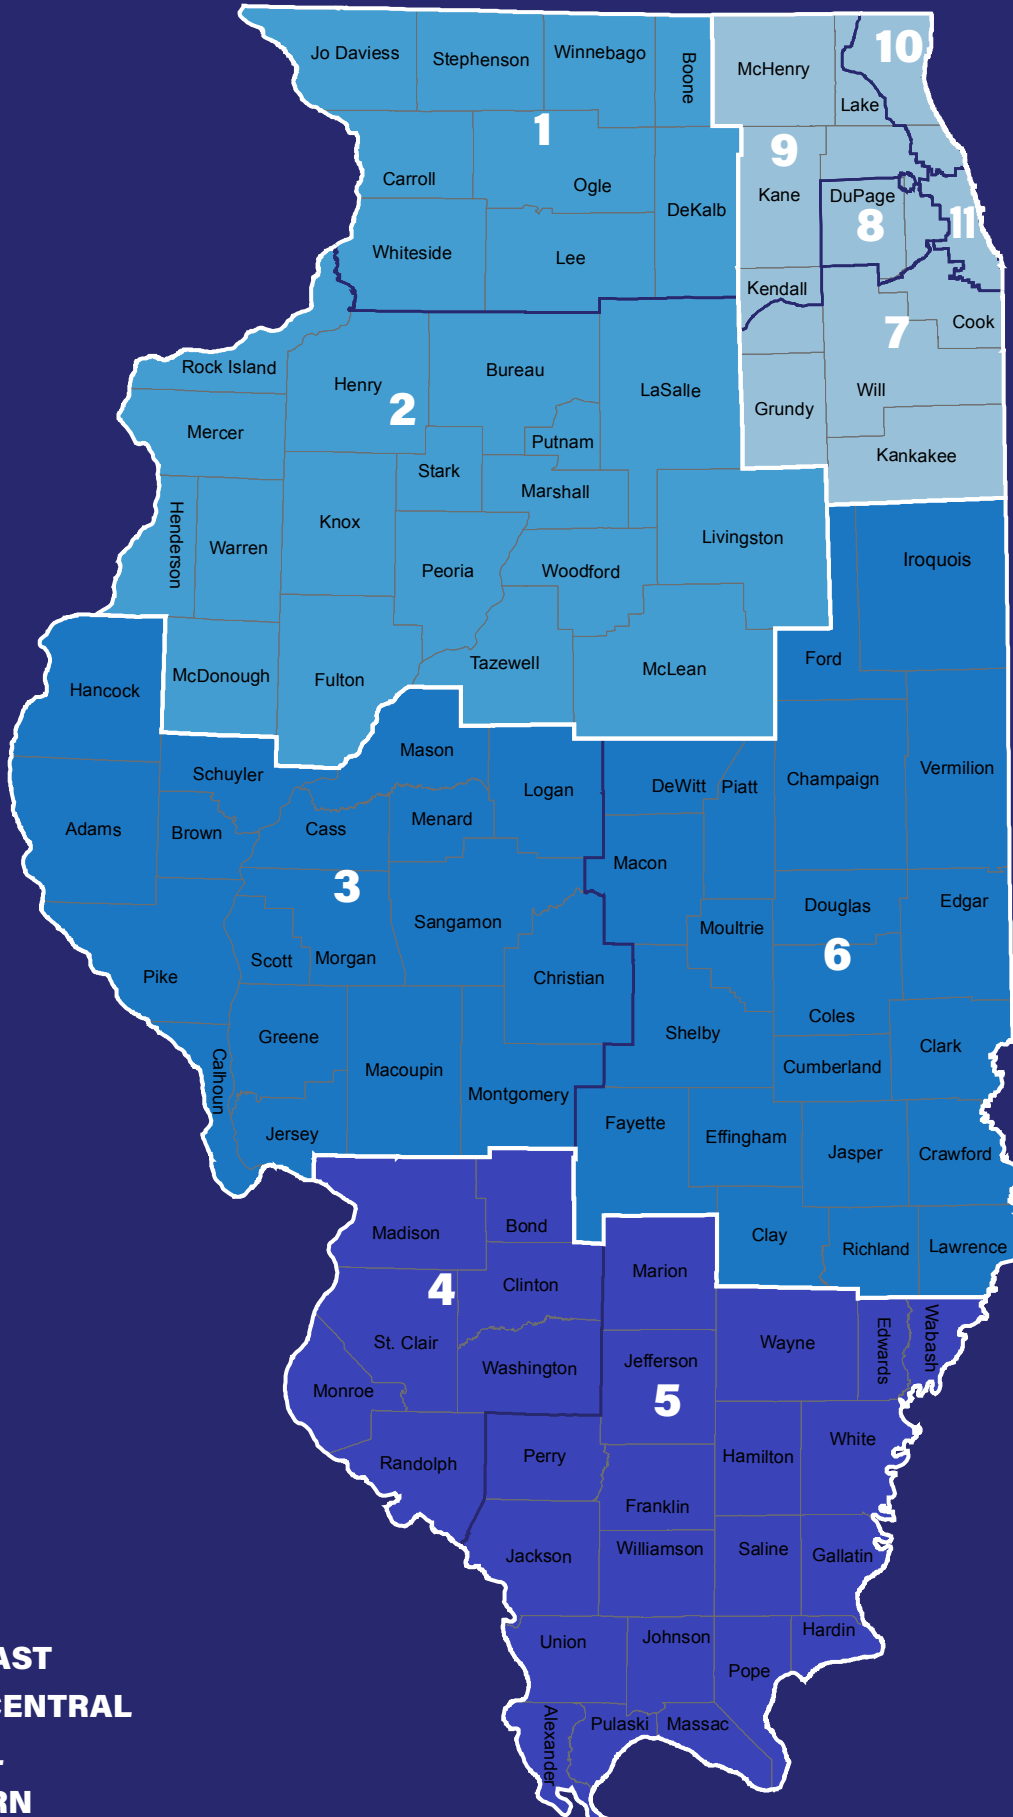 Jo Daviess
Stephenson
Winnebago
Boone
McHenry
10
Lake
1
9
Carroll
Ogle
Kane
DuPage
DeKalb
8
11
Whiteside
Lee
Kendall
7
Cook
Rock Island
Henry
Bureau
LaSalle
Will
2
Grundy
Mercer
Putnam
Kankakee
Stark
Marshall
Henderson
Knox
Livingston
Warren
Iroquois
Peoria
Woodford
Ford
Tazewell
McLean
McDonough
Fulton
Hancock
Mason
Schuyler
Logan
DeWitt
Piatt
Champaign
Vermilion
Adams
Brown
Cass
Menard
Macon
3
Sangamon
Douglas
Edgar
Moultrie
6
Scott
Morgan
Pike
Christian
Coles
Shelby
Greene
Clark
Calhoun
Macoupin
Cumberland
Montgomery
Jersey
Fayette
Effingham
Jasper
Crawford
Madison
Bond
Clay
Richland
Lawrence
Marion
4
Clinton
St. Clair
Wayne
Edwards
Wabash
Washington
Jefferson
Monroe
5
Randolph
Perry
Hamilton
White
Franklin
Jackson
Williamson
Saline
Gallatin
Union
Johnson
Hardin
AST
Pope
CENTRAL
Alexander
Pulaski
Massac
RN